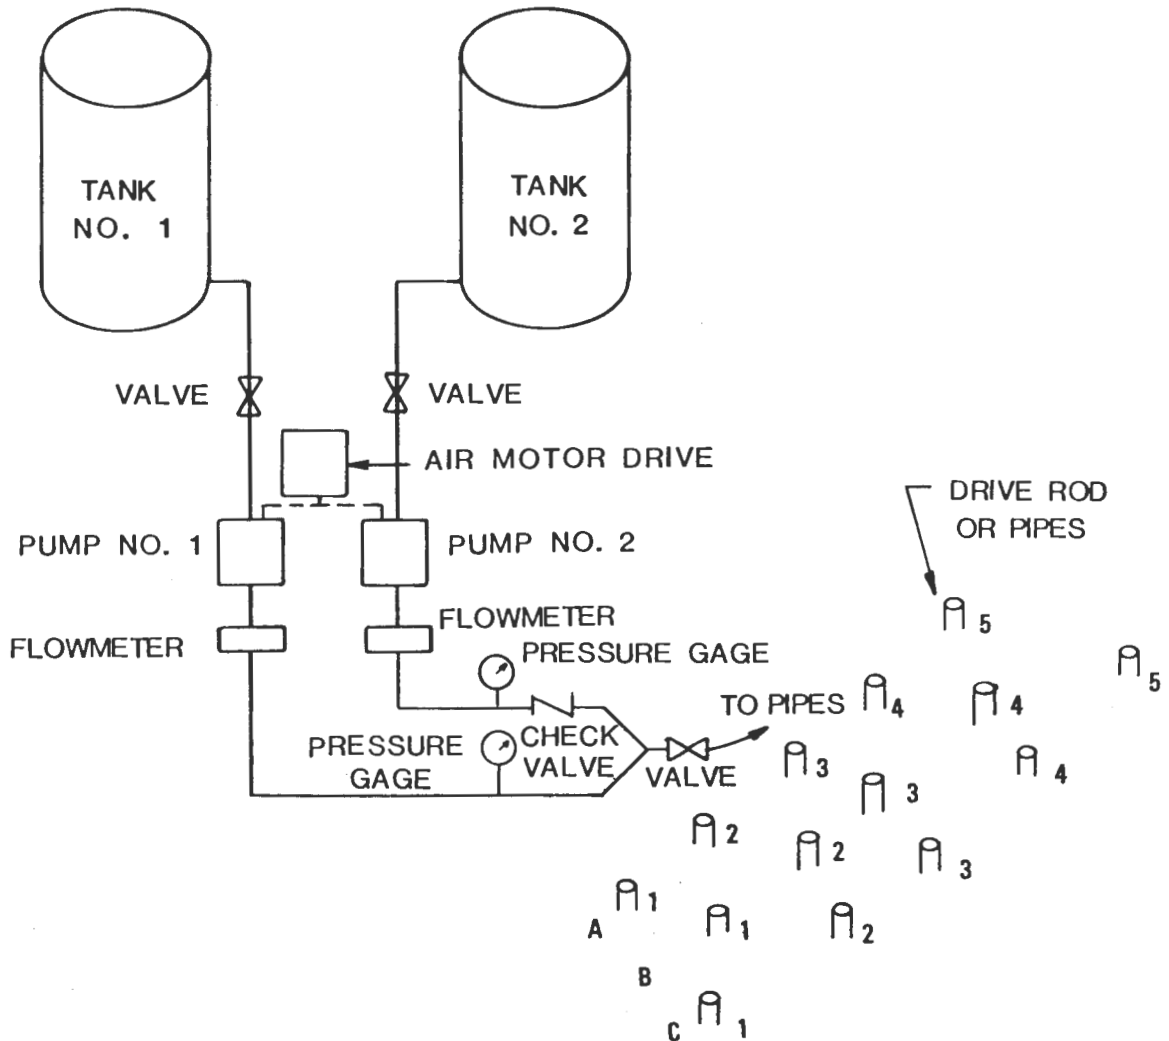 TANK
NO. 1
TANK
NO. 2
VALVE
VALVE
AIR MOTOR DRIVE
DRIVE ROD
OR PIPES
PUMP NO. 1
PUMP NO. 2
FLOWMETER
FLOWMETER
PRESSURE GAGE
TO PIPES
PRESSURE
GAGE
CHECK
VALVE
VALVE
5
5
4
4
4
3
3
3
2
2
2
1
1
1
A
B
C